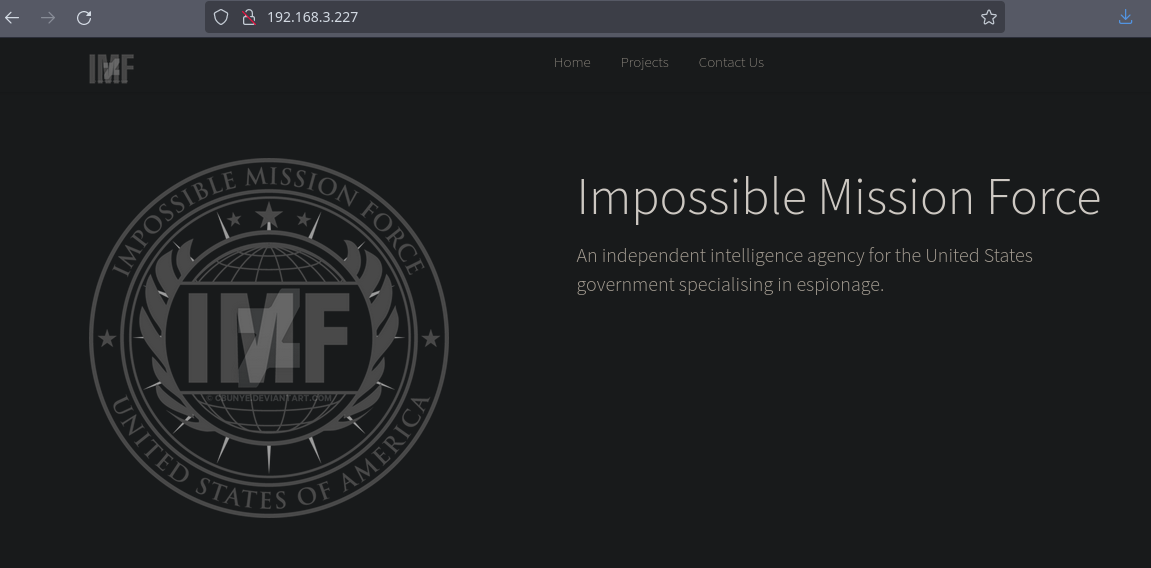 192.168.3.227
IMF
Home Projects Contact Us
IMPOSSIBLE MISSION FORCE
IMF
© CBUNYE.DEVIANTART.COM
UNITED STATES OF AMERICA
Impossible Mission Force
An independent intelligence agency for the United States
government specialising in espionage.